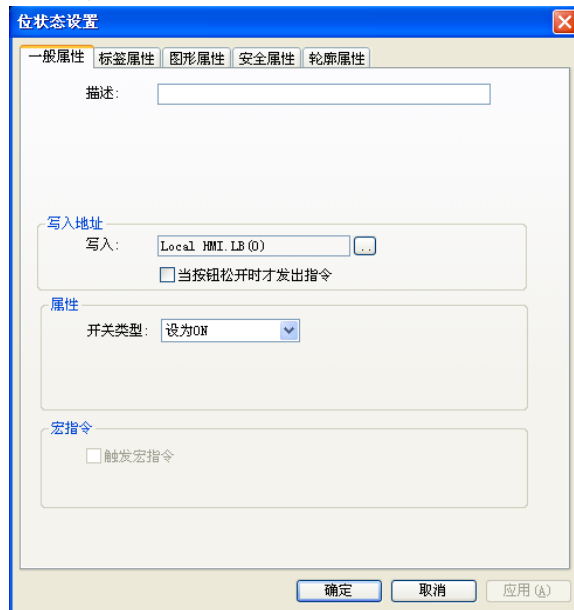 位状态设置
一般属性 标签属性 图形属性 安全属性 轮廓属性
描述:
写入地址
写入: Local HMI.LB(0) ..
当按钮松开时才发出指令
属性
开关类型: 设为ON
宏指令
触发宏指令
确定 取消 应用(A)